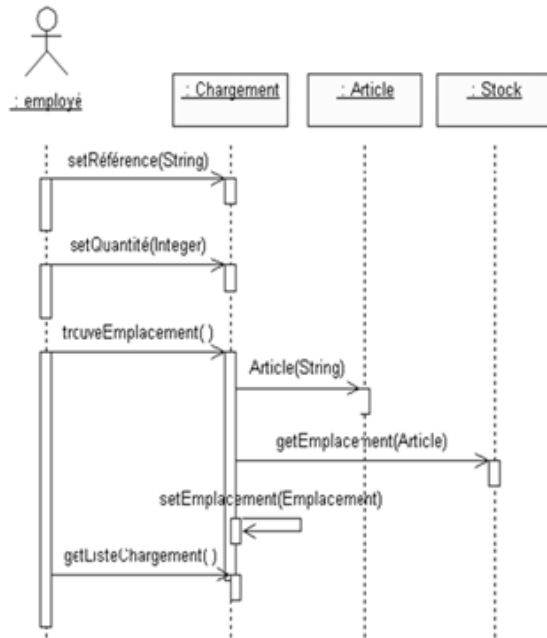 : employé
: Chargement
: Article
: Stock
setRéférence(String)
setQuantité(Integer)
trouveEmplacement( )
Article(String)
getEmplacement(Article)
setEmplacement(Emplacement)
getListeChargement( )